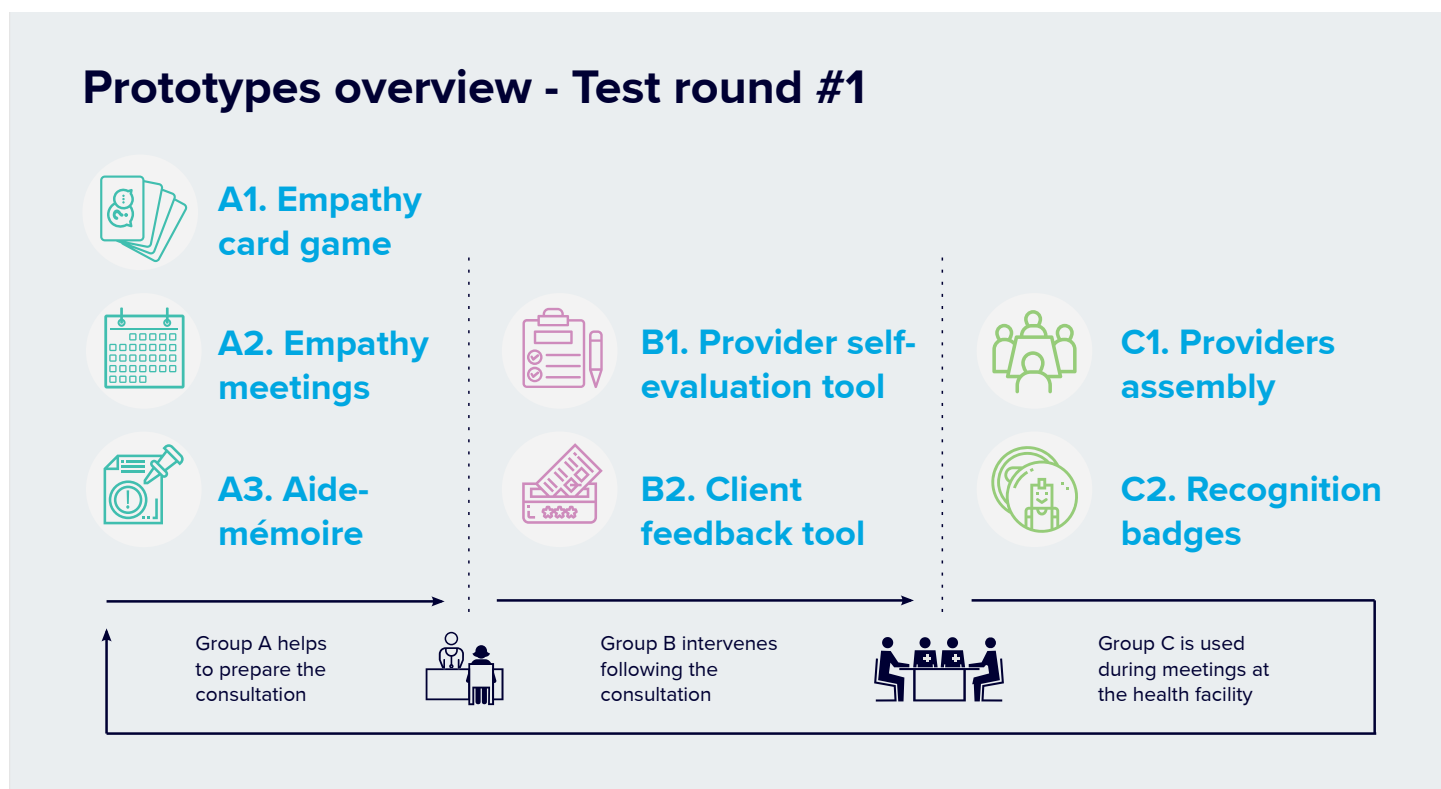 Prototypes overview - Test round #1
A1. Empathy
card game
A2. Empathy
meetings
A3. Aide-
mémoire
B1. Provider self-
evaluation tool
B2. Client
feedback tool
C1. Providers
assembly
C2. Recognition
badges
Group A helps
to prepare the
consultation
Group B intervenes
following the
consultation
Group C is used
during meetings at
the health facility